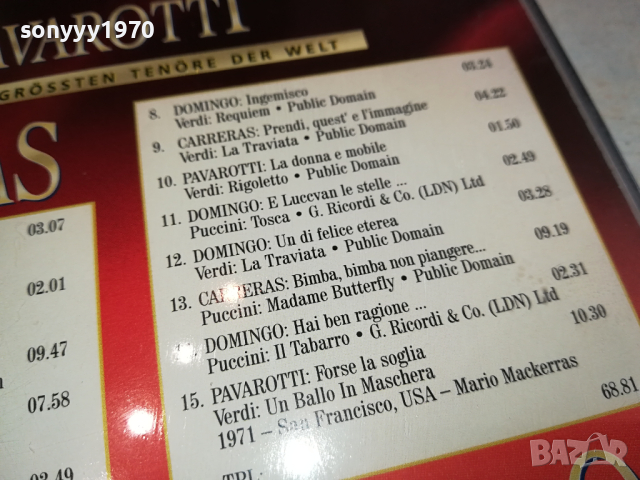 sonyyy1970
AVAROTTI
GRÖSSTEN TENÖRE DER WELT
AS
03.07
02.01
09.47
07.58
02.49
8. DOMINGO: Ingemisco 03.24
Verdi: Requiem • Public Domain
9. CARRERAS: Prendi, quest' e l'immagine 04.22
Verdi: La Traviata • Public Domain
10. PAVAROTTI: La donna e mobile 01.50
Verdi: Rigoletto • Public Domain
11. DOMINGO: E Luccvan le stelle ... 02.49
Puccini: Tosca • G. Ricordi & Co. (LDN) Ltd
12. DOMINGO: Un di felice eterea 03.28
Verdi: La Traviata • Public Domain
13. CARRERAS: Bimba, bimba non piangere... 09.19
Puccini: Madame Butterfly • Public Domain
DOMINGO: Hai ben ragione ... 02.31
Puccini: Il Tabarro • G. Ricordi & Co. (LDN) Ltd
15. PAVAROTTI: Forse la soglia 10.30
Verdi: Un Ballo In Maschera
1971 – San Francisco, USA – Mario Mackerras
68.81
bazar